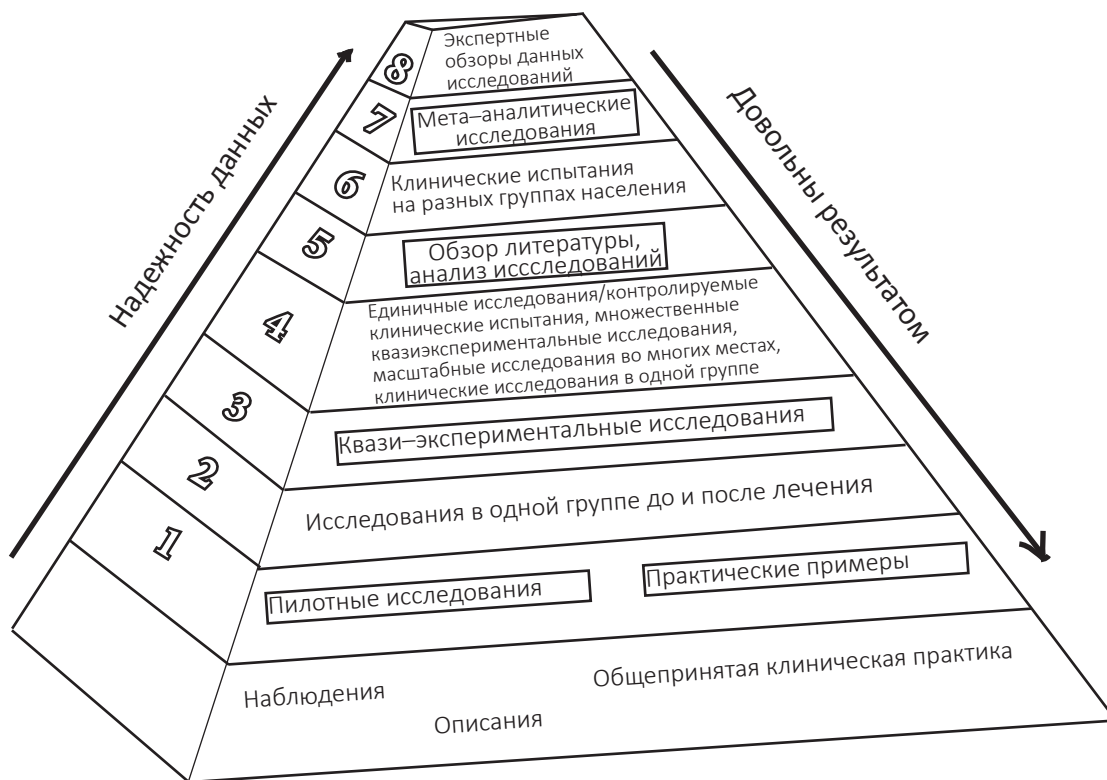 Надежность данных
Довольны результатом
8
Экспертные
обзоры данных
исследований
7
Мета–аналитические
исследования
6
Клинические испытания
на разных группах населения
5
Обзор литературы,
анализ иссследований
4
Единичные исследования/контролируемые
клинические испытания, множественные
квазиэкспериментальные исследования,
масштабные исследования во многих местах,
клинические исследования в одной группе
3
Квази–экспериментальные исследования
2
Исследования в одной группе до и после лечения
1
Пилотные исследования
Практические примеры
Наблюдения
Общепринятая клиническая практика
Описания